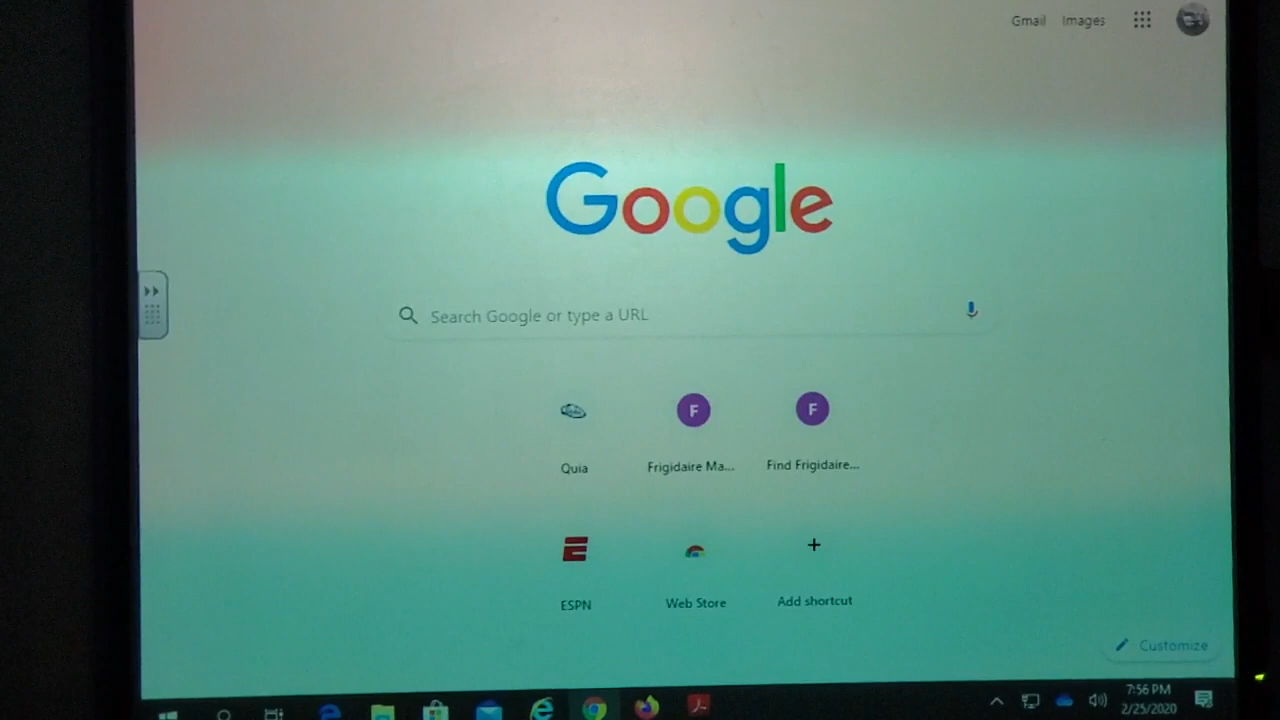 Gmail Images
Google
Search Google or type a URL
F
F
Quia
Frigidaire Ma...
Find Frigidaire...
ESPN
Web Store
Add shortcut
Customize
7:56 PM
2/25/2020